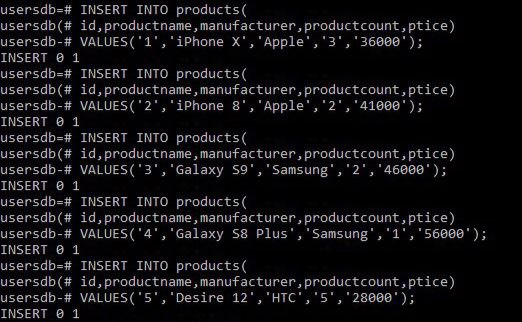 usersdb=# INSERT INTO products(
usersdb(# id,productname,manufacturer,productcount,ptice)
usersdb-# VALUES('1','iPhone X','Apple','3','36000');
INSERT 0 1
usersdb=# INSERT INTO products(
usersdb(# id,productname,manufacturer,productcount,ptice)
usersdb-# VALUES('2','iPhone 8','Apple','2','41000');
INSERT 0 1
usersdb=# INSERT INTO products(
usersdb(# id,productname,manufacturer,productcount,ptice)
usersdb-# VALUES('3','Galaxy S9','Samsung','2','46000');
INSERT 0 1
usersdb=# INSERT INTO products(
usersdb(# id,productname,manufacturer,productcount,ptice)
usersdb-# VALUES('4','Galaxy S8 Plus','Samsung','1','56000');
INSERT 0 1
usersdb=# INSERT INTO products(
usersdb(# id,productname,manufacturer,productcount,ptice)
usersdb-# VALUES('5','Desire 12','HTC','5','28000');
INSERT 0 1